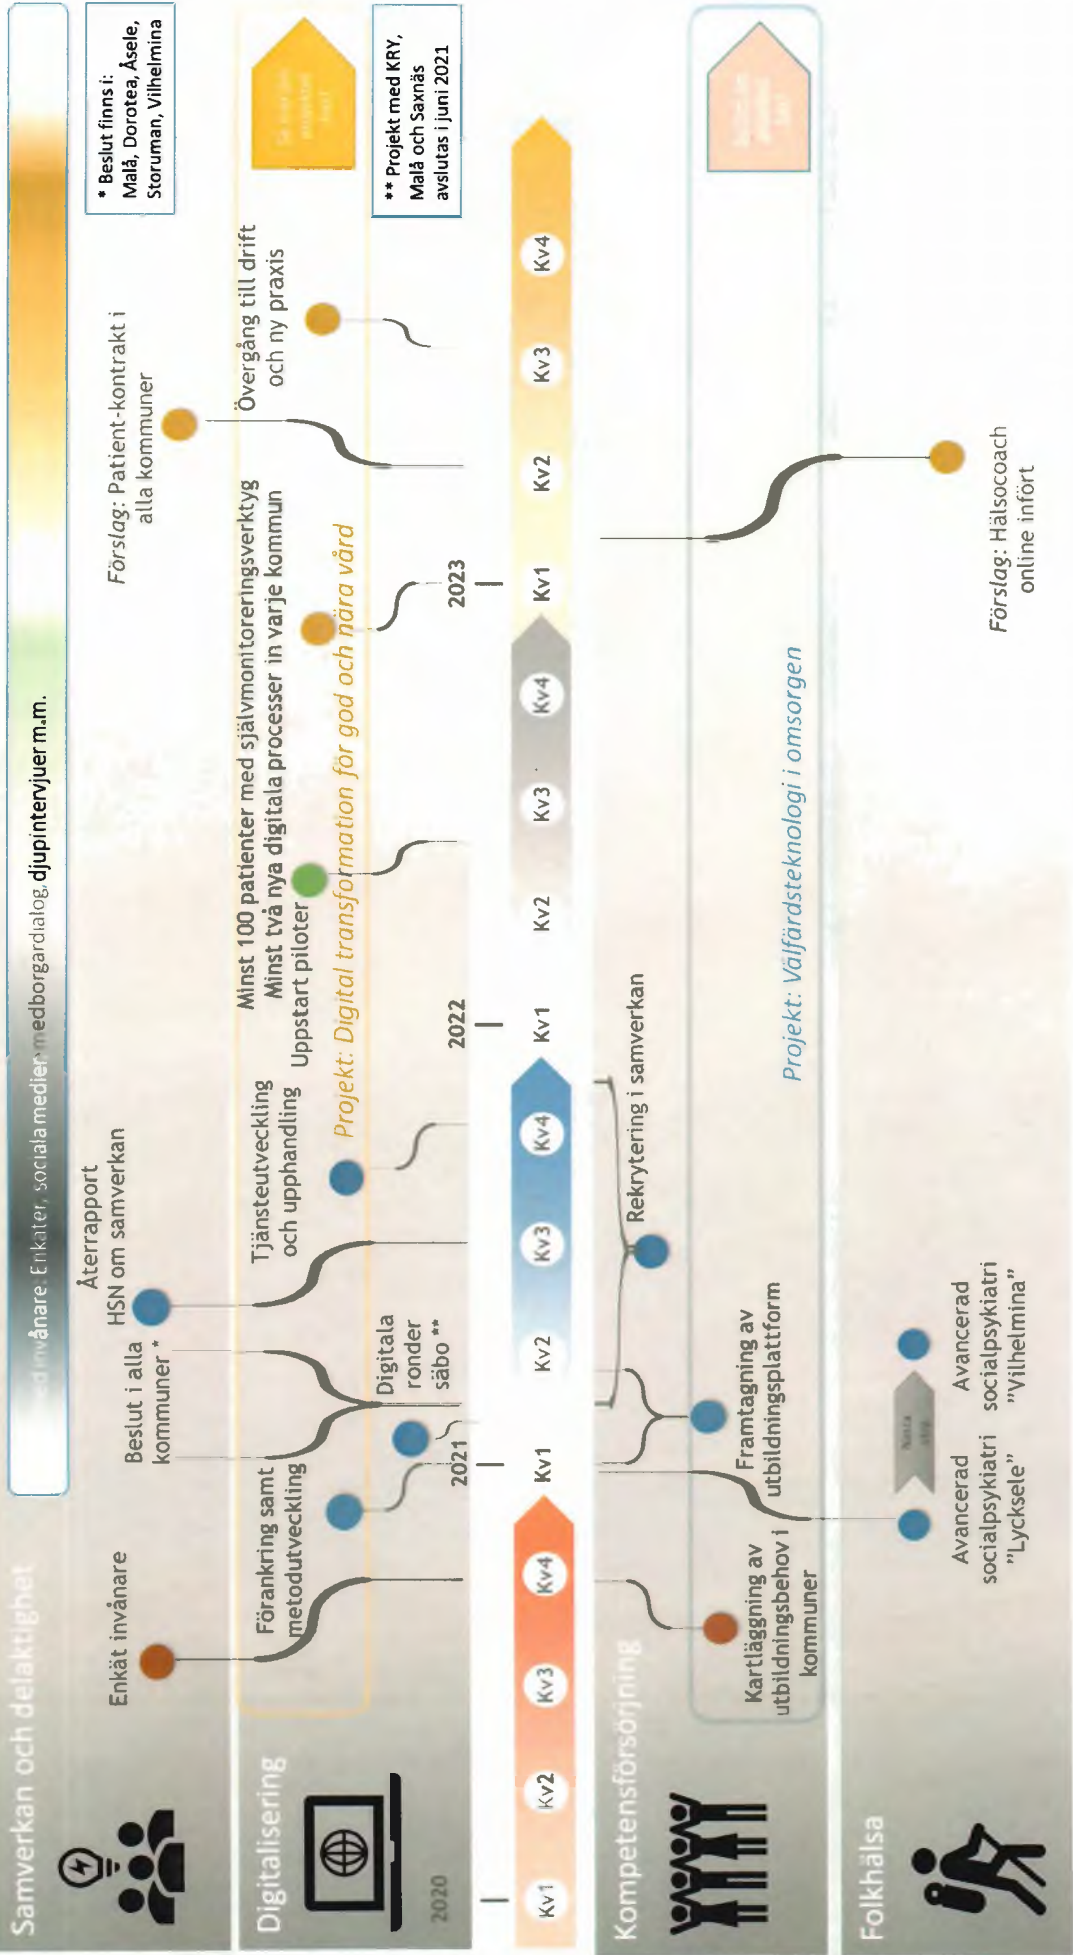 Samverkan och delaktighet
invånare: Enkäter, sociala medier, medborgardialog, djupintervjuer m.m.
Enkät invånare
Beslut i alla
kommuner *
Återrapport
HSN om samverkan
Förslag: Patient-kontrakt i
alla kommuner
* Beslut finns i:
Malå, Dorotea, Åsele,
Storuman, Vilhelmina
Digitalisering
Förankring samt
metodutveckling
Digitala
ronder
säbo **
Tjänsteutveckling
och upphandling
Minst 100 patienter med självmonitoreringsverktyg
Minst två nya digitala processer in varje kommun
Uppstart piloter
Projekt: Digital transformation för god och nära vård
Övergång till drift
och ny praxis
** Projekt med KRY,
Malå och Saxnäs
avslutas i juni 2021
2020
2021
2022
2023
Kv1
Kv2
Kv3
Kv4
Kv1
Kv2
Kv3
Kv4
Kv1
Kv2
Kv3
Kv4
Kv1
Kv2
Kv3
Kv4
Kompetensförsörjning
Kartläggning av
utbildningsbehov i
kommuner
Framtagning av
utbildningsplattform
Rekrytering i samverkan
Projekt: Välfärdsteknologi i omsorgen
Folkhälsa
Avancerad
socialpsykiatri
"Lycksele"
Avancerad
socialpsykiatri
"Vilhelmina"
Förslag: Hälsocoach
online infört